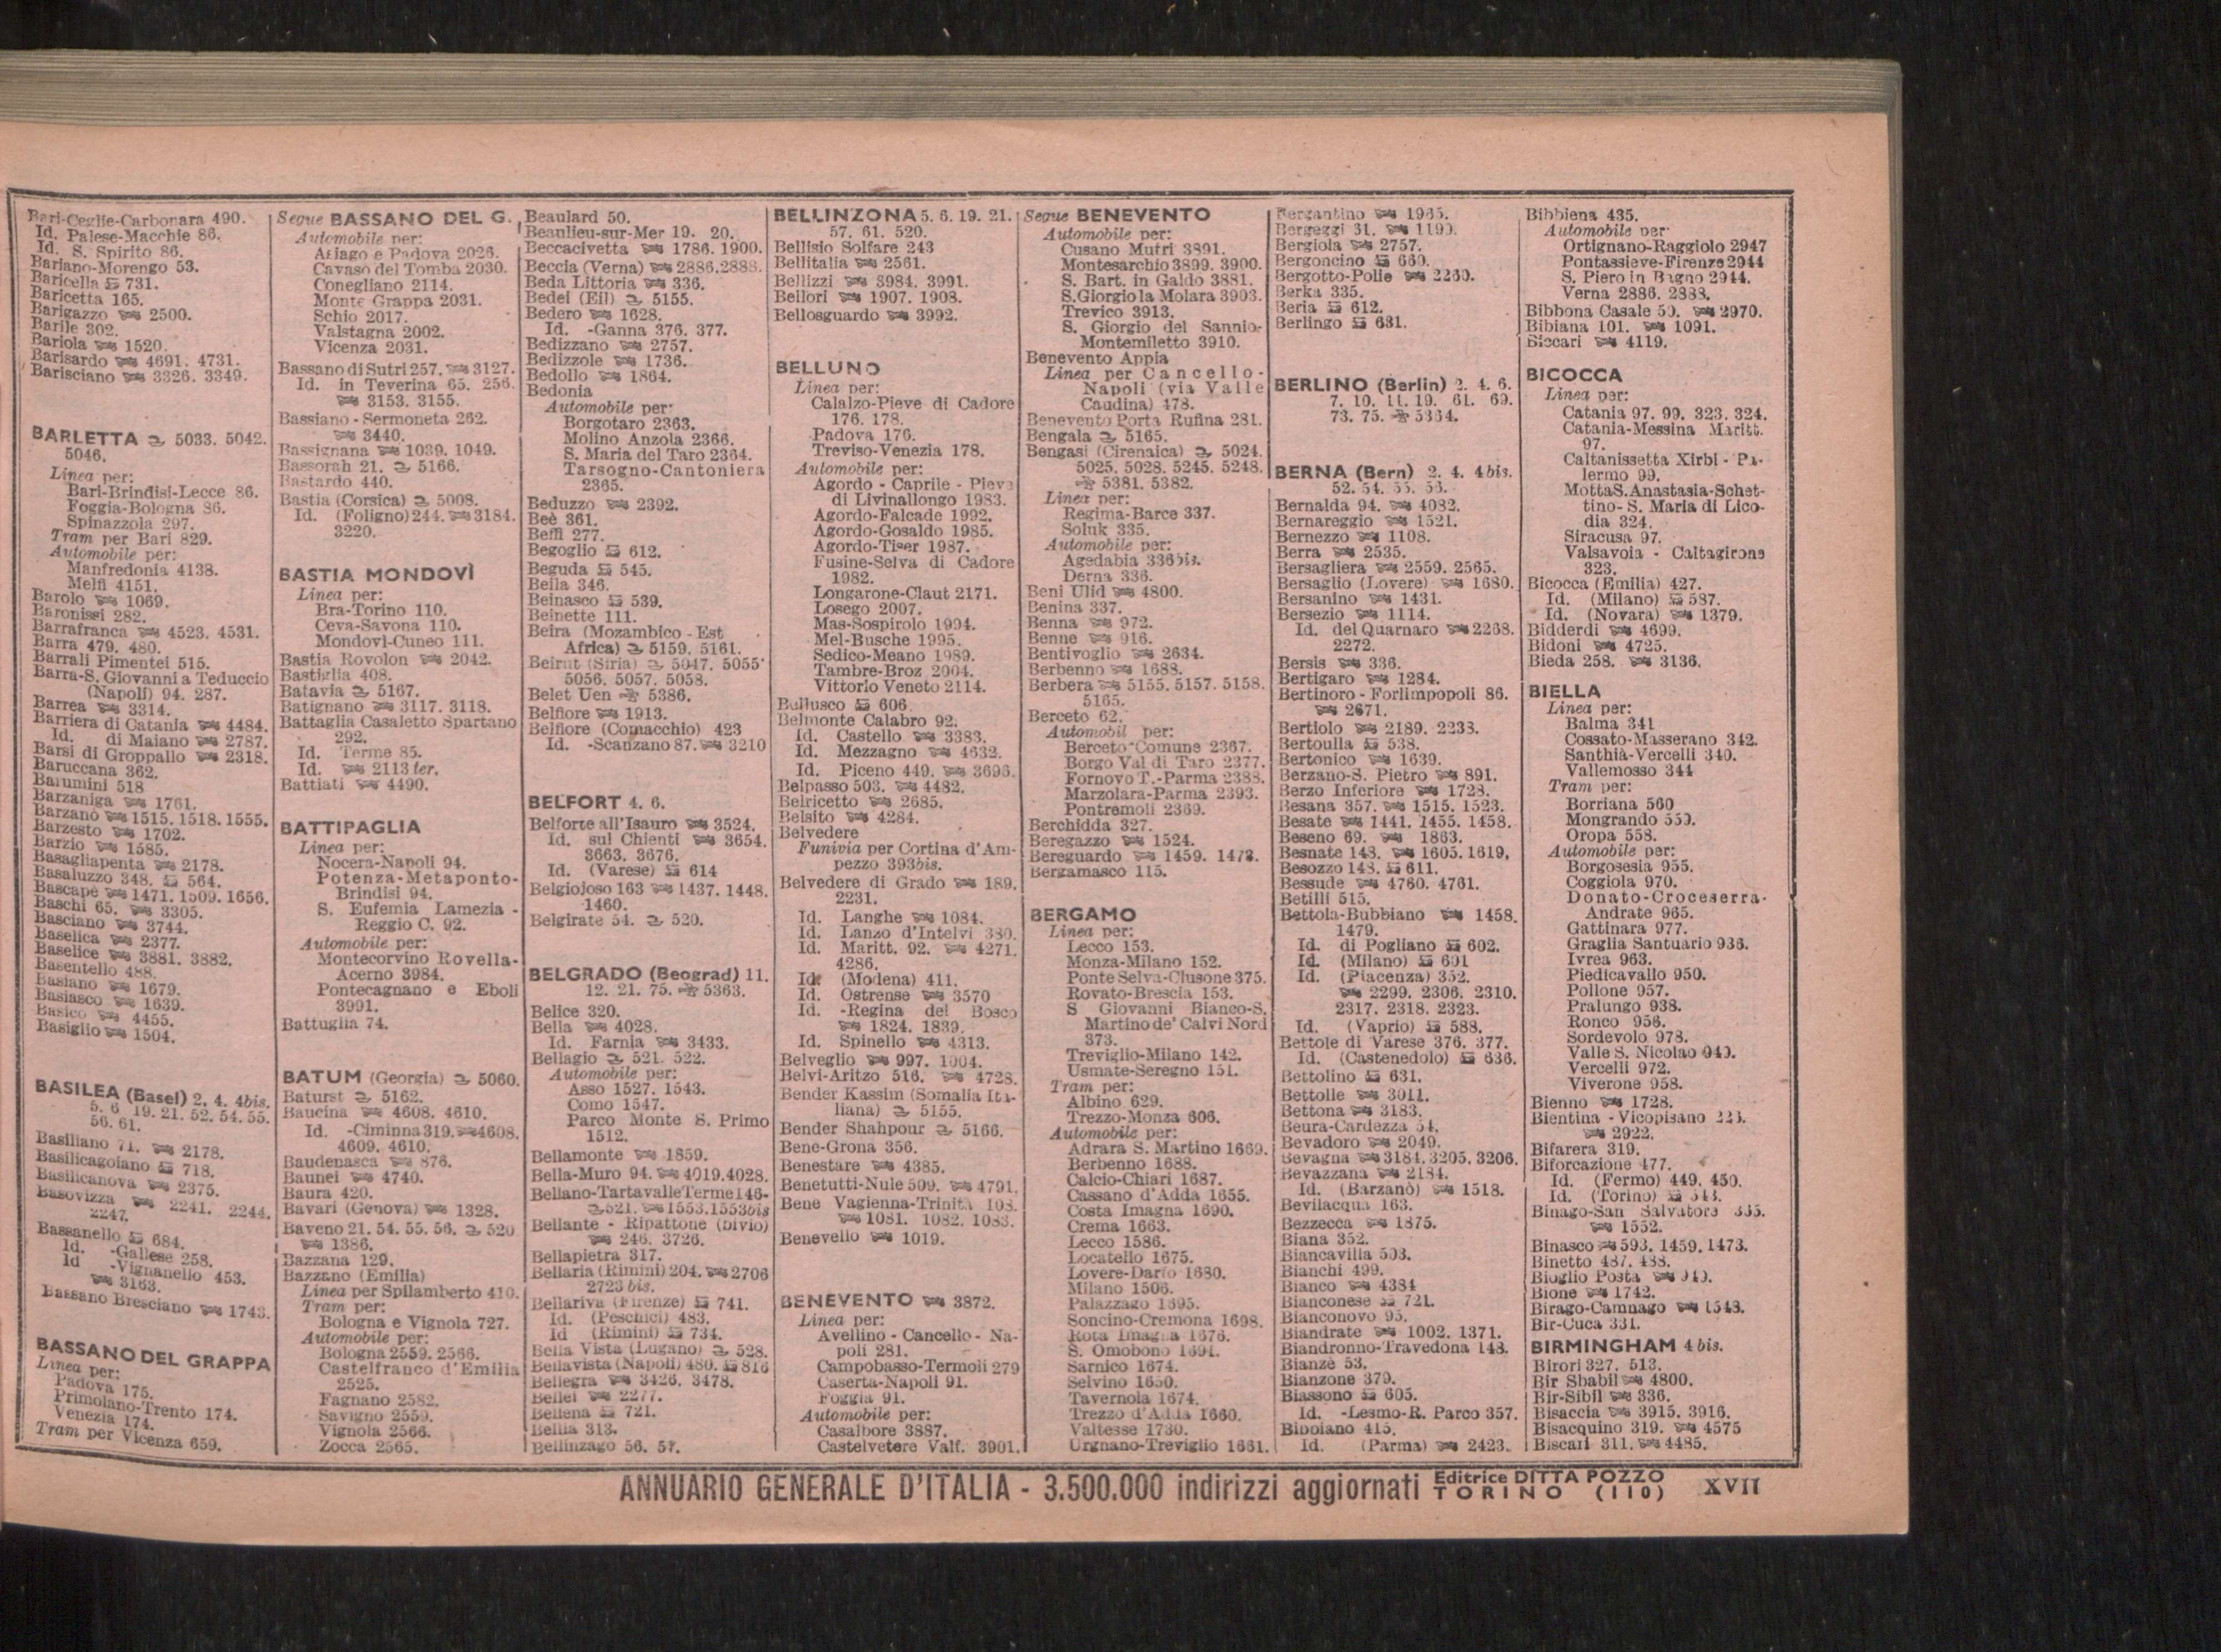 Bari-Ceglie-Carbonara 490.
Id. Palese-Macchie 86.
Id. S. Spirito 86.
Bariano-Morengo 53.
Baricella 731.
Baricetta 165.
Barigazzo 2500.
Barile 302.
Bariola 1520.
Barisardo 4691. 4731.
Barisciano 3326. 3349.
BARLETTA 5033. 5042.
5046.
Linea per:
Bari-Brindisi-Lecce 86.
Foggia-Bologna 86.
Spinazzola 297.
Tram per Bari 829.
Automobile per:
Manfredonia 4138.
Melfi 4151.
Barolo 1069.
Baronissi 282.
Barrafranca 4523. 4531.
Barra 479. 480.
Barrali Pimentei 515.
Barra-S. Giovanni a Teduccio
(Napoli) 94. 287.
Barrea 3314.
Barriera di Catania 4484.
Id. di Maiano 2787.
Barsi di Groppallo 2318.
Baruccana 362.
Barumini 518
Barzaniga 1761.
Barzanò 1515. 1518. 1555.
Barzesto 1702.
Barzio 1585.
Basagliapenta 2178.
Basaluzzo 348. 564.
Bascapè 1471. 1509. 1656.
Baschi 65. 3305.
Basciano 3744.
Baselica 2377.
Baselice 3881. 3882.
Basentello 488.
Basiano 1679.
Basiasco 1639.
Basico 4455.
Basiglio 1504.
BASILEA (Basel) 2. 4. 4bis.
5. 6 19. 21. 52. 54. 55.
56. 61.
Basiliano 71. 2178.
Basilicagoiano 718.
Basilicanova 2375.
Basovizza 2241. 2244.
2247.
Bassanello 684.
Id. -Gallese 258.
Id -Vignanello 453.
3163.
Bassano Bresciano 1743.
BASSANO DEL GRAPPA
Linea per:
Padova 175.
Primolano-Trento 174.
Venezia 174.
Tram per Vicenza 659.
Segue BASSANO DEL G.
Automobile per:
Asiago e Padova 2026.
Cavaso del Tomba 2030.
Conegliano 2114.
Monte Grappa 2031.
Schio 2017.
Valstagna 2002.
Vicenza 2031.
Bassano di Sutri 257. 3127.
Id. in Teverina 65. 256.
3153. 3155.
Bassiano - Sermoneta 262.
3440.
Bassignana 1039. 1049.
Bassorah 21. 5166.
Bastardo 440.
Bastia (Corsica) 5008.
Id. (Foligno) 244. 3184.
3220.
BASTIA MONDOVÌ
Linea per:
Bra-Torino 110.
Ceva-Savona 110.
Mondovì-Cuneo 111.
Bastia Rovolon 2042.
Bastiglia 408.
Batavia 5167.
Batignano 3117. 3118.
Battaglia Casaletto Spartano
292.
Id. Terme 85.
Id. 2113 ter.
Battiati 4490.
BATTIPAGLIA
Linea per:
Nocera-Napoli 94.
Potenza-Metaponto-
Brindisi 94.
S. Eufemia Lamezia -
Reggio C. 92.
Automobile per:
Montecorvino Rovella-
Acerno 3984.
Pontecagnano e Eboli
3991.
Battuglia 74.
BATUM (Georgia) 5060.
Baturst 5162.
Baucina 4608. 4610.
Id. -Ciminna 319. 4608.
4609. 4610.
Baudenasca 876.
Baunei 4740.
Baura 420.
Bavari (Genova) 1328.
Baveno 21. 54. 55. 56. 520
1386.
Bazzana 129.
Bazzano (Emilia)
Linea per Spilamberto 410.
Tram per:
Bologna e Vignola 727.
Automobile per:
Bologna 2559. 2566.
Castelfranco d'Emilia
2525.
Fagnano 2582.
Savigno 2559.
Vignola 2566.
Zocca 2565.
Beaulard 50.
Beaulieu-sur-Mer 19. 20.
Beccacivetta 1786. 1900.
Beccia (Verna) 2886. 2888.
Beda Littoria 336.
Bedei (Eil) 5155.
Bedero 1628.
Id. -Ganna 376. 377.
Bedizzano 2757.
Bedizzole 1736.
Bedollo 1864.
Bedonia
Automobile per:
Borgotaro 2363.
Molino Anzola 2366.
S. Maria del Taro 2364.
Tarsogno-Cantoniera
2365.
Beduzzo 2392.
Beè 361.
Beffi 277.
Begoglio 612.
Beguda 545.
Beila 346.
Beinasco 539.
Beinette 111.
Beira (Mozambico - Est
Africa) 5159. 5161.
Beirut (Siria) 5047. 5055.
5056. 5057. 5058.
Belet Uen 5386.
Belfiore 1913.
Belfiore (Comacchio) 423
Id. -Scanzano 87. 3210
BELFORT 4. 6.
Belforte all'Isauro 3524.
Id. sul Chienti 3654.
3663. 3676.
Id. (Varese) 614
Belgiojoso 163 1437. 1448.
1460.
Belgirate 54. 520.
BELGRADO (Beograd) 11.
12. 21. 75. 5363.
Belice 320.
Bella 4028.
Id. Farnia 3433.
Bellagio 521. 522.
Automobile per:
Asso 1527. 1543.
Como 1547.
Parco Monte S. Primo
1512.
Bellamonte 1859.
Bella-Muro 94. 4019. 4028.
Bellano-Tartavalle Terme 146-
521. 1553. 1553bis
Bellante - Ripattone (bivio)
246. 3726.
Bellapietra 317.
Bellaria (Rimini) 204. 2706
2723 bis.
Bellariva (Firenze) 741.
Id. (Peschici) 483.
Id (Rimini) 734.
Bella Vista (Lugano) 528.
Bellavista (Napoli) 480. 816
Bellegra 3426. 3478.
Bellei 2277.
Bellena 721.
Bellia 313.
Bellinzago 56. 57.
BELLINZONA 5. 6. 19. 21.
57. 61. 520.
Bellisio Solfare 243
Bellitalia 2561.
Bellizzi 3984. 3991.
Bellori 1907. 1908.
Bellosguardo 3992.
BELLUNO
Linea per:
Calalzo-Pieve di Cadore
176. 178.
Padova 176.
Treviso-Venezia 178.
Automobile per:
Agordo - Caprile - Pieve
di Livinallongo 1983.
Agordo-Falcade 1992.
Agordo-Gosaldo 1985.
Agordo-Tiser 1987.
Fusine-Selva di Cadore
1982.
Longarone-Claut 2171.
Losego 2007.
Mas-Sospirolo 1994.
Mel-Busche 1995.
Sedico-Meano 1989.
Tambre-Broz 2004.
Vittorio Veneto 2114.
Bellusco 606
Belmonte Calabro 92.
Id. Castello 3383.
Id. Mezzagno 4632.
Id. Piceno 449. 3696.
Belpasso 503. 4482.
Belricetto 2685.
Belsito 4284.
Belvedere
Funivia per Cortina d'Am-
pezzo 393bis.
Belvedere di Grado 189.
2231.
Id. Langhe 1084.
Id. Lanzo d'Intelvi 380.
Id. Maritt. 92. 4271.
4286.
Id. (Modena) 411.
Id. Ostrense 3570
Id. -Regina del Bosco
1824. 1839.
Id. Spinello 4313.
Belveglio 997. 1004.
Belvi-Aritzo 516. 4728.
Bender Kassim (Somalia Ita-
liana) 5155.
Bender Shahpour 5166.
Bene-Grona 356.
Benestare 4385.
Benetutti-Nule 509. 4791.
Bene Vagienna-Trinità 108.
1081. 1082. 1083.
Benevello 1019.
BENEVENTO 3872.
Linea per:
Avellino - Cancello - Na-
poli 281.
Campobasso-Termoli 279
Caserta-Napoli 91.
Foggia 91.
Automobile per:
Casalbore 3887.
Castelvetere Valf. 3901.
Segue BENEVENTO
Automobile per:
Cusano Mutri 3891.
Montesarchio 3899. 3900.
S. Bart. in Galdo 3881.
S. Giorgio la Molara 3903.
Trevico 3913.
S. Giorgio del Sannio-
Montemiletto 3910.
Benevento Appia
Linea per Cancello-
Napoli (via Valle
Caudina) 478.
Benevento Porta Rufina 281.
Bengala 5165.
Bengasi (Cirenaica) 5024.
5025. 5028. 5245. 5248.
5381. 5382.
Linea per:
Regima-Barce 337.
Soluk 335.
Automobile per:
Agedabia 336bis.
Derna 336.
Beni Ulid 4800.
Benina 337.
Benna 972.
Benne 916.
Bentivoglio 2634.
Berbenno 1688.
Berbera 5155. 5157. 5158.
5165.
Berceto 62.
Automobil per:
Berceto-Comune 2367.
Borgo Val di Taro 2377.
Fornovo T.-Parma 2388.
Marzolara-Parma 2393.
Pontremoli 2369.
Berchidda 327.
Beregazzo 1524.
Bereguardo 1459. 1473.
Bergamasco 115.
BERGAMO
Linea per:
Lecco 153.
Monza-Milano 152.
Ponte Selva-Clusone 375.
Rovato-Brescia 153.
S Giovanni Bianco-S.
Martino de' Calvi Nord
373.
Treviglio-Milano 142.
Usmate-Seregno 151.
Tram per:
Albino 629.
Trezzo-Monza 606.
Automobile per:
Adrara S. Martino 1669.
Berbenno 1688.
Calcio-Chiari 1687.
Cassano d'Adda 1655.
Costa Imagna 1690.
Crema 1663.
Lecco 1586.
Locatello 1675.
Lovere-Darfo 1680.
Milano 1506.
Palazzago 1695.
Soncino-Cremona 1698.
Rota Imagna 1676.
S. Omobono 1691.
Sarnico 1674.
Selvino 1650.
Tavernola 1674.
Trezzo d'Adda 1660.
Valtesse 1730.
Urgnano-Treviglio 1661.
Bergantino 1965.
Bergeggi 31. 1190.
Bergiola 2757.
Bergoncino 660.
Bergotto-Polie 2260.
Berka 335.
Beria 612.
Berlingo 631.
BERLINO (Berlin) 2. 4. 6.
7. 10. 11. 19. 61. 69.
73. 75. 5364.
BERNA (Bern) 2. 4. 4bis.
52. 54. 55. 56.
Bernalda 94. 4082.
Bernareggio 1521.
Bernezzo 1108.
Berra 2535.
Bersagliera 2559. 2565.
Bersaglio (Lovere) 1680.
Bersanino 1431.
Bersezio 1114.
Id. del Quarnaro 2268.
2272.
Bersis 336.
Bertigaro 1284.
Bertinoro - Forlimpopoli 86.
2671.
Bertiolo 2189. 2233.
Bertoulla 538.
Bertonico 1639.
Berzano-S. Pietro 891.
Berzo Inferiore 1728.
Besana 357. 1515. 1523.
Besate 1441. 1455. 1458.
Beseno 69. 1863.
Besnate 148. 1605. 1619.
Besozzo 143. 611.
Bessude 4760. 4761.
Betilli 515.
Bettola-Bubbiano 1458.
1479.
Id. di Pogliano 602.
Id. (Milano) 601
Id. (Piacenza) 352.
2299. 2306. 2310.
2317. 2318. 2323.
Id. (Vaprio) 588.
Bettole di Varese 376. 377.
Id. (Castenedolo) 636.
Bettolino 631.
Bettolle 3011.
Bettona 3183.
Beura-Cardezza 54.
Bevadoro 2049.
Bevagna 3184. 3205. 3206.
Bevazzana 2184.
Id. (Barzanò) 1518.
Bevilacqua 163.
Bezzecca 1875.
Biana 352.
Biancavilla 503.
Bianchi 499.
Bianco 4384
Bianconese 721.
Bianconovo 95.
Biandrate 1002. 1371.
Biandronno-Travedona 148.
Bianzè 53.
Bianzone 379.
Biassono 605.
Id. -Lesmo-R. Parco 357.
Bibbiano 415.
Id. (Parma) 2423.
Bibbiena 435.
Automobile per
Ortignano-Raggiolo 2947
Pontassieve-Firenze 2944
S. Piero in Bagno 2944.
Verna 2886. 2888.
Bibbona Casale 59. 2970.
Bibiana 101. 1091.
Biccari 4119.
BICOCCA
Linea per:
Catania 97. 99. 323. 324.
Catania-Messina Maritt.
97.
Caltanissetta Xirbi - Pa-
lermo 99.
Motta S. Anastasia-Schet-
tino- S. Maria di Lico-
dia 324.
Siracusa 97.
Valsavoia - Caltagirone
323.
Bicocca (Emilia) 427.
Id. (Milano) 587.
Id. (Novara) 1379.
Bidderdi 4699.
Bidoni 4725.
Bieda 258. 3136.
BIELLA
Linea per:
Balma 341
Cossato-Masserano 342.
Santhià-Vercelli 340.
Vallemosso 344
Tram per:
Borriana 560
Mongrando 559.
Oropa 558.
Automobile per:
Borgosesia 955.
Coggiola 970.
Donato-Croceserra-
Andrate 965.
Gattinara 977.
Graglia Santuario 936.
Ivrea 963.
Piedicavallo 950.
Pollone 957.
Pralungo 938.
Ronco 956.
Sordevolo 978.
Valle S. Nicolao 949.
Vercelli 972.
Viverone 958.
Bienno 1728.
Bientina - Vicopisano 223.
2922.
Bifarera 319.
Biforcazione 477.
Id. (Fermo) 449. 450.
Id. (Torino) 543.
Binago-San Salvatore 385.
1552.
Binasco 593. 1459. 1473.
Binetto 487. 488.
Bioglio Posta 949.
Bione 1742.
Birago-Camnago 1548.
Bir-Cuca 331.
BIRMINGHAM 4bis.
Birori 327. 513.
Bir Sbabil 4800.
Bir-Sibil 336.
Bisaccia 3915. 3916.
Bisacquino 319. 4575
Biscari 311. 4485.
ANNUARIO GENERALE D'ITALIA - 3.500.000 indirizzi aggiornati Editrice DITTA POZZO
TORINO (110) XVII